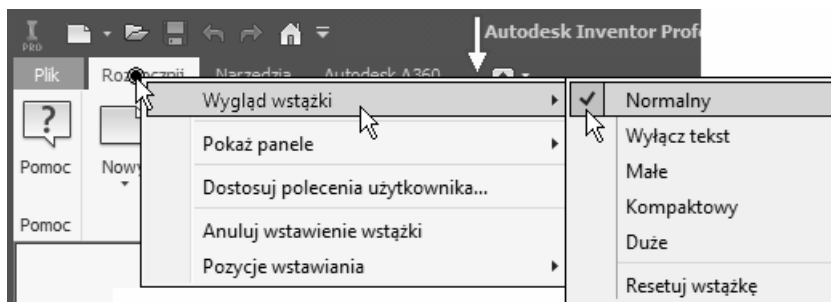 I
PRO
Autodesk Inventor Prof
Plik
Narzędzia
Autodesk A360
Pomoc
Nowy
Pomoc
Wygląd wstążki
Pokaż panele
Dostosuj polecenia użytkownika...
Anuluj wstawienie wstążki
Pozycje wstawiania
Normalny
Wyłącz tekst
Małe
Kompaktowy
Duże
Resetuj wstążkę